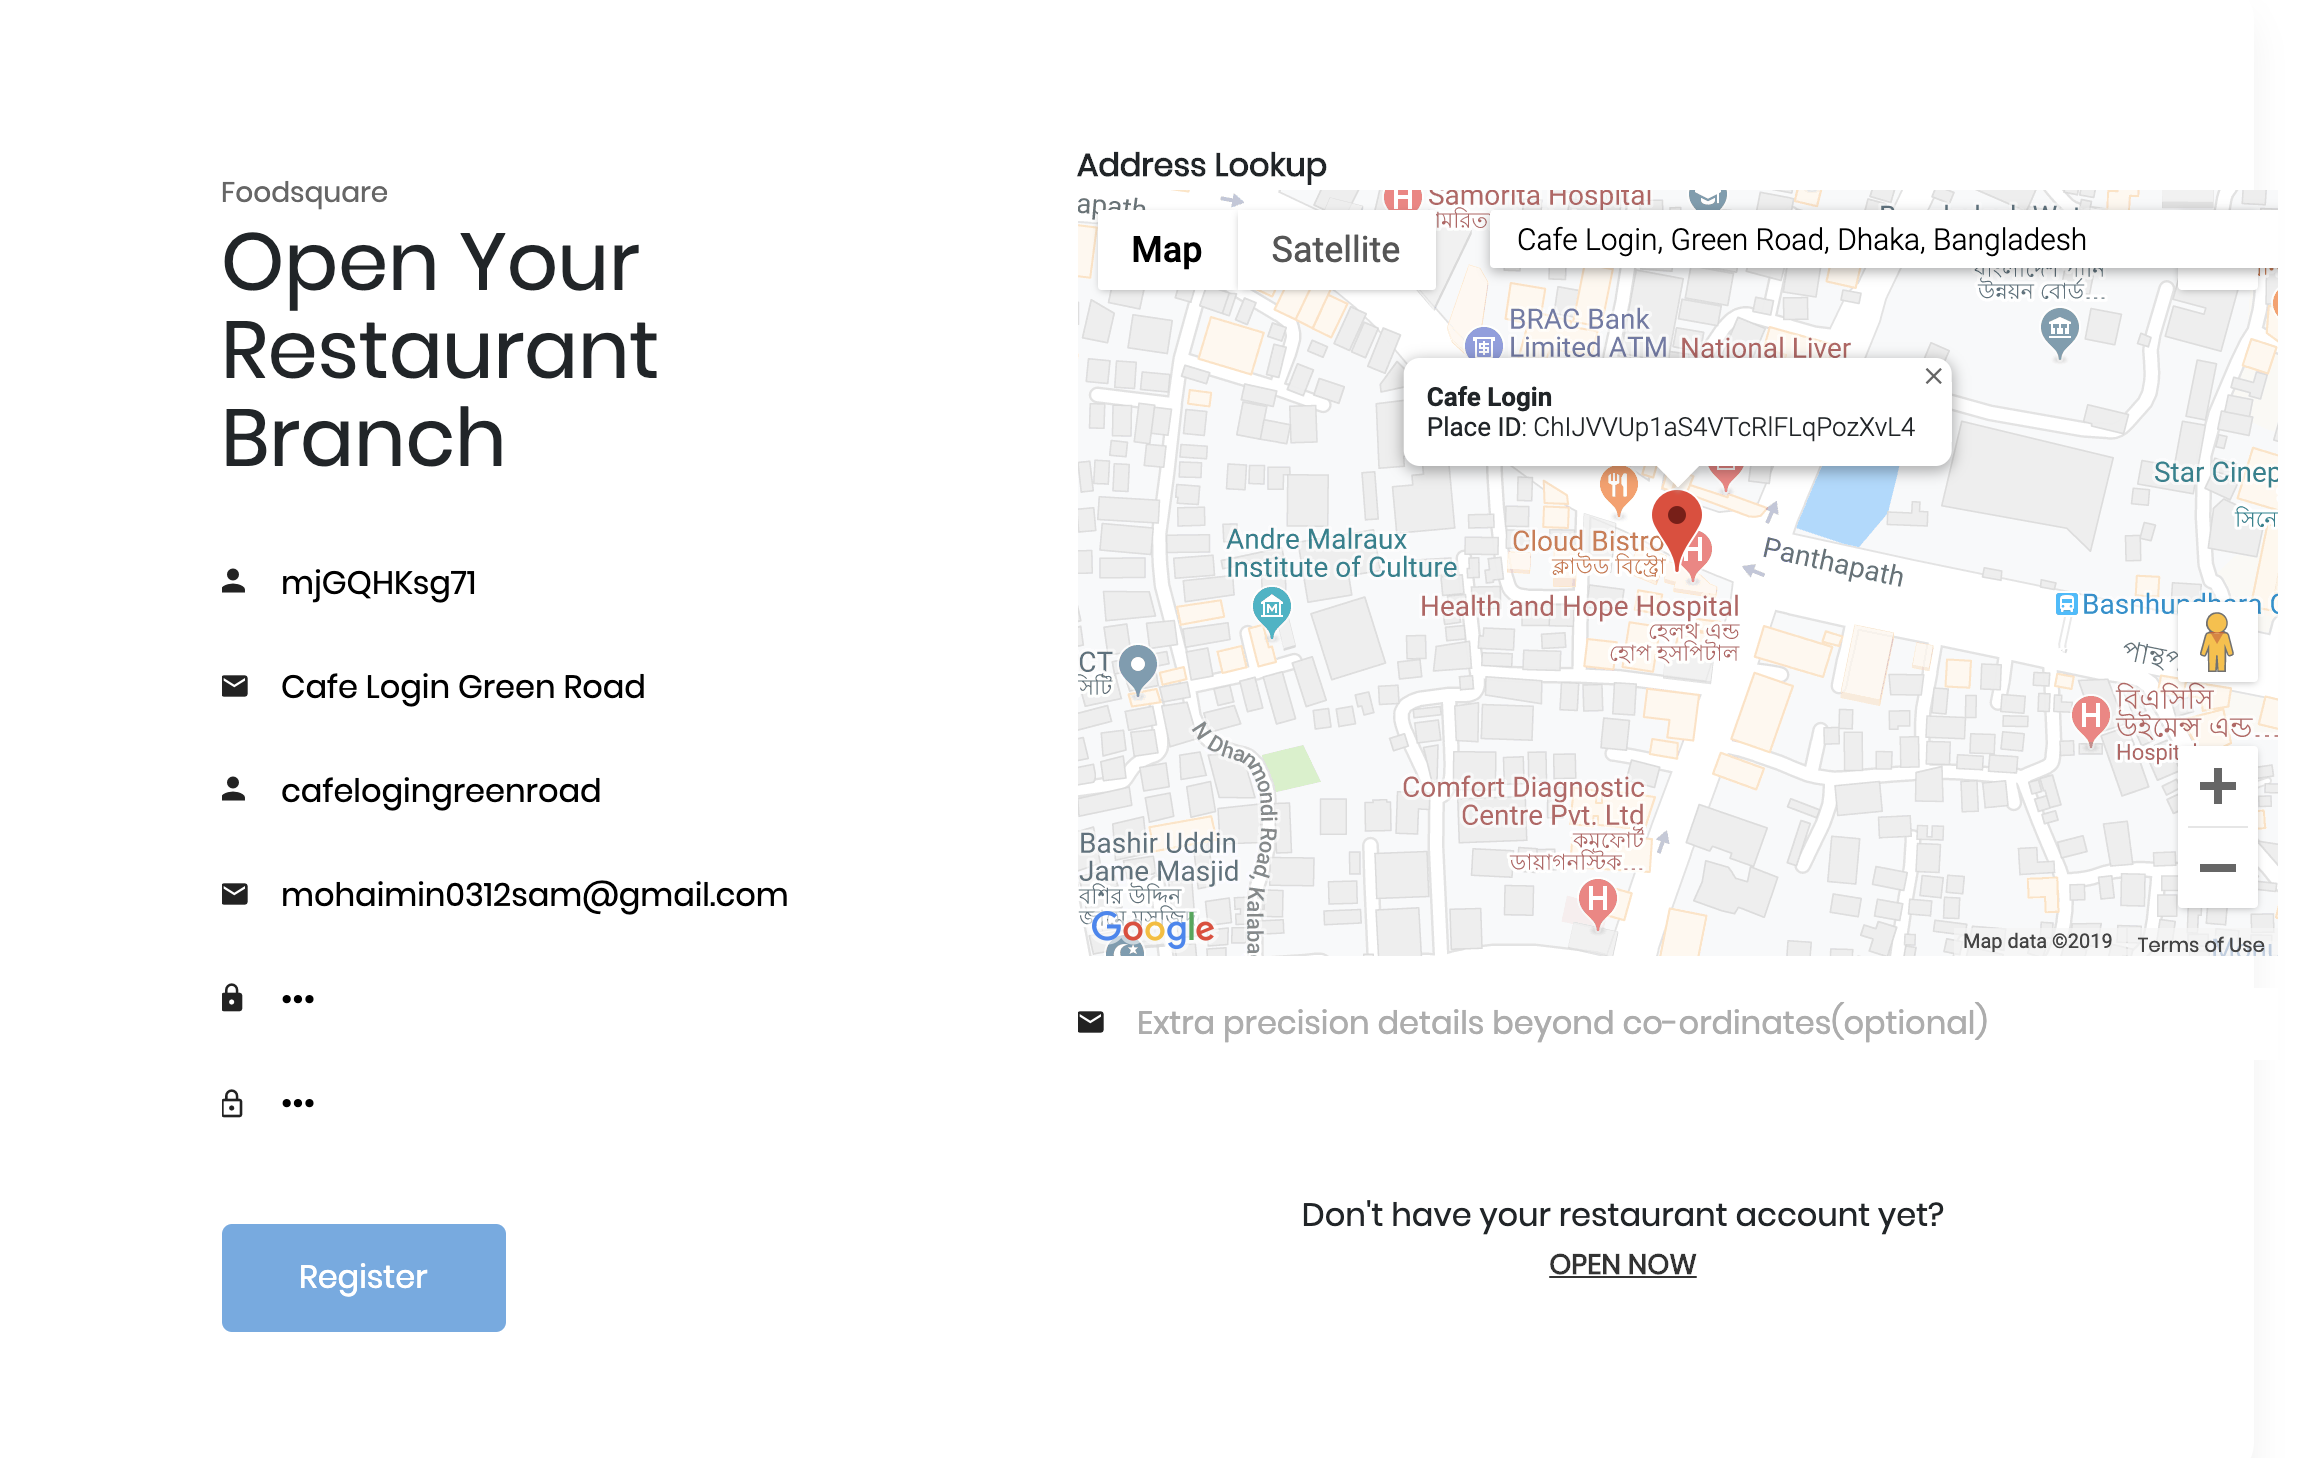 Foodsquare
Open Your
Restaurant
Branch
mjGQHKsg71
Cafe Login Green Road
cafelogingreenroad
mohaimin0312sam@gmail.com
•••
•••
Register
Address Lookup
apath
Samorita Hospital
Map
Satellite
Cafe Login, Green Road, Dhaka, Bangladesh
উন্নয়ন বোর্ড...
BRAC Bank
Limited ATM
National Liver
Cafe Login
Place ID: ChIJVVUp1aS4VTcRlFLqPozXvL4
Star Cinep
সিনে
Andre Malraux
Institute of Culture
Cloud Bistro
ক্লাউড বিস্ট্রো
Panthapath
Health and Hope Hospital
হেলথ এন্ড
হোপ হসপিটাল
Basnhundhara C
CT
সিটি
পান্থপ
বিএসিসি
উইমেন্স এন্ড...
Hospit
N Dhanmondi Road, Kalaba
Comfort Diagnostic
Centre Pvt. Ltd
কমফোর্ট
ডায়াগনস্টিক...
Bashir Uddin
Jame Masjid
বশির উদ্দিন
Google
Map data ©2019
Terms of Use
Extra precision details beyond co-ordinates(optional)
Don't have your restaurant account yet?
OPEN NOW